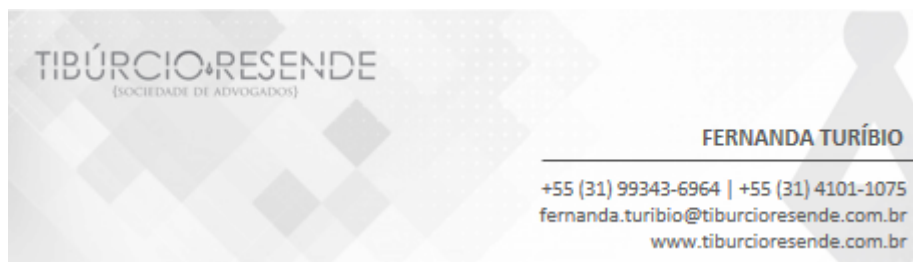 TIBÚRCIO RESENDE
{SOCIEDADE DE ADVOGADOS}
FERNANDA TURÍBIO
+55 (31) 99343-6964 | +55 (31) 4101-1075
fernanda.turibio@tiburcioresende.com.br
www.tiburcioresende.com.br